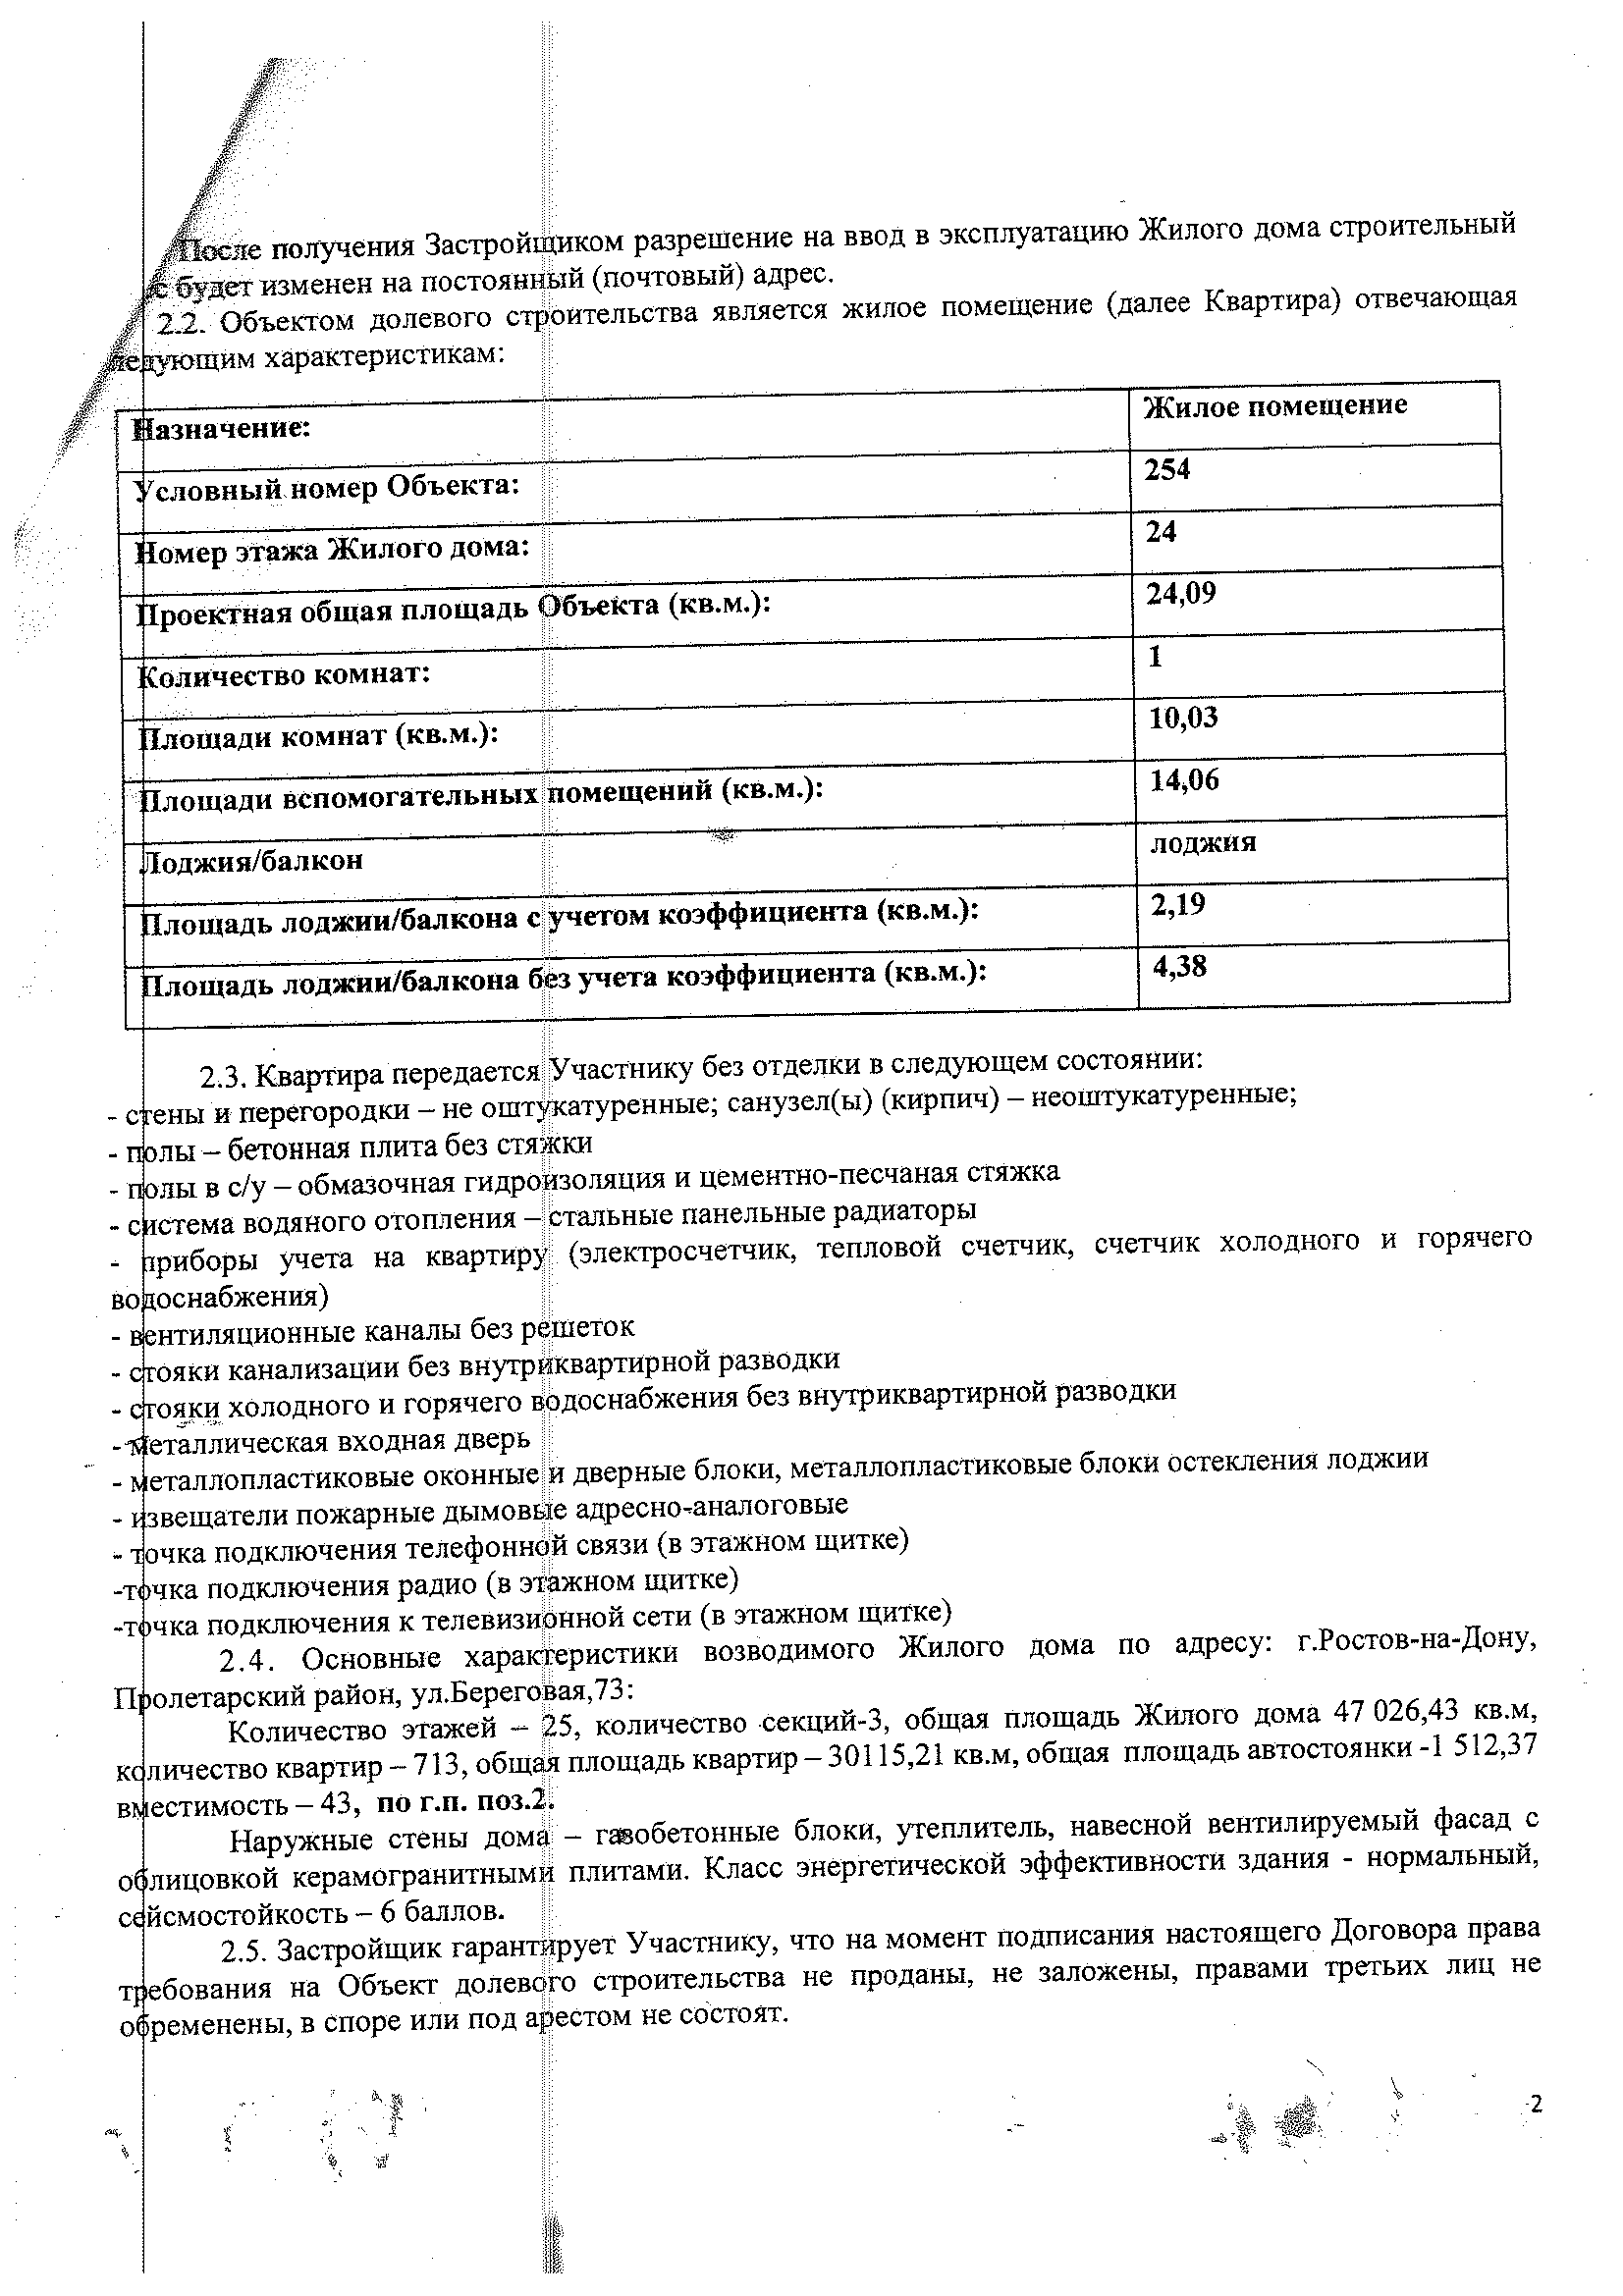 После получения Застройщиком разрешение на ввод в эксплуатацию Жилого дома строительный
с будет изменен на постоянный (почтовый) адрес.
2.2. Объектом долевого строительства является жилое помещение (далее Квартира) отвечающая
ледующим характеристикам:
Назначение: Жилое помещение
Условный номер Объекта: 254
Номер этажа Жилого дома: 24
Проектная общая площадь Объекта (кв.м.): 24,09
Количество комнат: 1
Площади комнат (кв.м.): 10,03
Площади вспомогательных помещений (кв.м.): 14,06
Лоджия/балкон лоджия
Площадь лоджии/балкона с учетом коэффициента (кв.м.): 2,19
Площадь лоджии/балкона без учета коэффициента (кв.м.): 4,38
2.3. Квартира передается Участнику без отделки в следующем состоянии:
- стены и перегородки – не оштукатуренные; санузел(ы) (кирпич) – неоштукатуренные;
- полы – бетонная плита без стяжки
- полы в с/у – обмазочная гидроизоляция и цементно-песчаная стяжка
- система водяного отопления – стальные панельные радиаторы
- приборы учета на квартиру (электросчетчик, тепловой счетчик, счетчик холодного и горячего
водоснабжения)
- вентиляционные каналы без решеток
- стояки канализации без внутриквартирной разводки
- стояки холодного и горячего водоснабжения без внутриквартирной разводки
- металлическая входная дверь
- металлопластиковые оконные и дверные блоки, металлопластиковые блоки остекления лоджии
- извещатели пожарные дымовые адресно-аналоговые
- точка подключения телефонной связи (в этажном щитке)
-точка подключения радио (в этажном щитке)
-точка подключения к телевизионной сети (в этажном щитке)
2.4. Основные характеристики возводимого Жилого дома по адресу: г.Ростов-на-Дону,
Пролетарский район, ул.Береговая,73:
Количество этажей – 25, количество секций-3, общая площадь Жилого дома 47 026,43 кв.м,
количество квартир – 713, общая площадь квартир – 30115,21 кв.м, общая площадь автостоянки -1 512,37
вместимость – 43, по г.п. поз.2.
Наружные стены дома – газобетонные блоки, утеплитель, навесной вентилируемый фасад с
облицовкой керамогранитными плитами. Класс энергетической эффективности здания - нормальный,
сейсмостойкость – 6 баллов.
2.5. Застройщик гарантирует Участнику, что на момент подписания настоящего Договора права
требования на Объект долевого строительства не проданы, не заложены, правами третьих лиц не
обременены, в споре или под арестом не состоят.
2